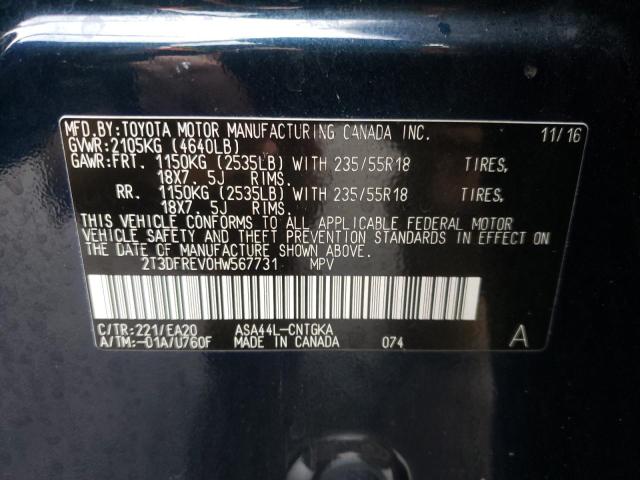 MFD.BY:TOYOTA MOTOR MANUFACTURING CANADA INC. 11/16
GVWR:2105KG (4640LB)
GAWR:FRT. 1150KG (2535LB) WITH 235/55R18 TIRES,
18X7. 5J RIMS.
RR. 1150KG (2535LB) WITH 235/55R18 TIRES,
18X7. 5J RIMS.
THIS VEHICLE CONFORMS TO ALL APPLICABLE FEDERAL MOTOR
VEHICLE SAFETY AND THEFT PREVENTION STANDARDS IN EFFECT ON
THE DATE OF MANUFACTURE SHOWN ABOVE.
2T3DFREV0HW567731 MPV
C/TR:221/EA20 ASA44L-CNTGKA
A/TM:-01A/U760F MADE IN CANADA 074 A